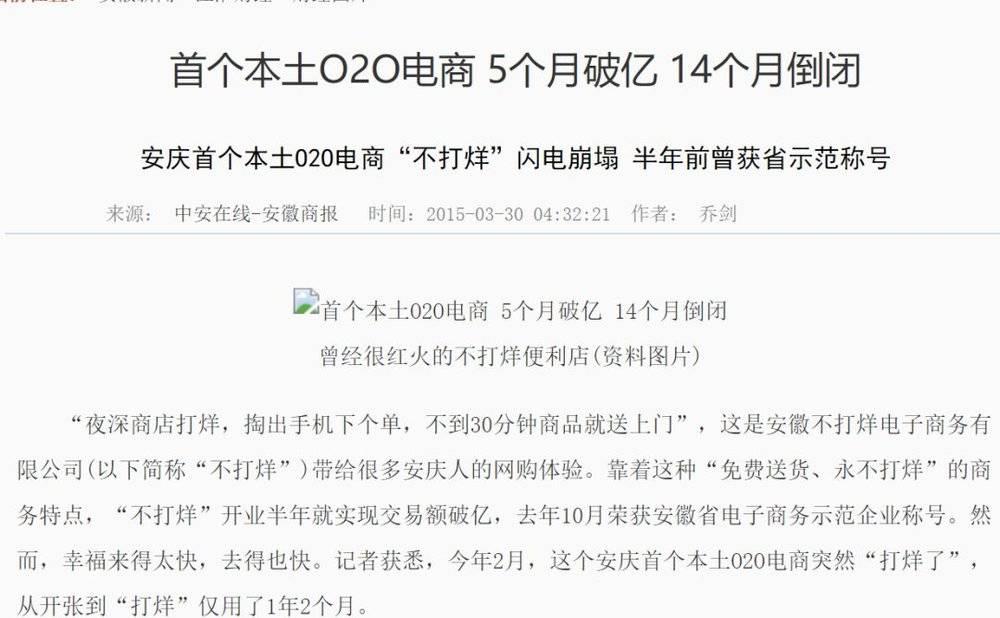 首个本土O2O电商 5个月破亿 14个月倒闭
安庆首个本土020电商“不打烊”闪电崩塌 半年前曾获省示范称号
来源： 中安在线-安徽商报 时间：2015-03-30 04:32:21 作者： 乔剑
首个本土020电商 5个月破亿 14个月倒闭
曾经很红火的不打烊便利店(资料图片)
“夜深商店打烊，掏出手机下个单，不到30分钟商品就送上门”，这是安徽不打烊电子商务有
限公司(以下简称“不打烊”)带给很多安庆人的网购体验。靠着这种“免费送货、永不打烊”的商
务特点，“不打烊”开业半年就实现交易额破亿，去年10月荣获安徽省电子商务示范企业称号。然
而，幸福来得太快，去得也快。记者获悉，今年2月，这个安庆首个本土020电商突然“打烊了”，
从开张到“打烊”仅用了1年2个月。